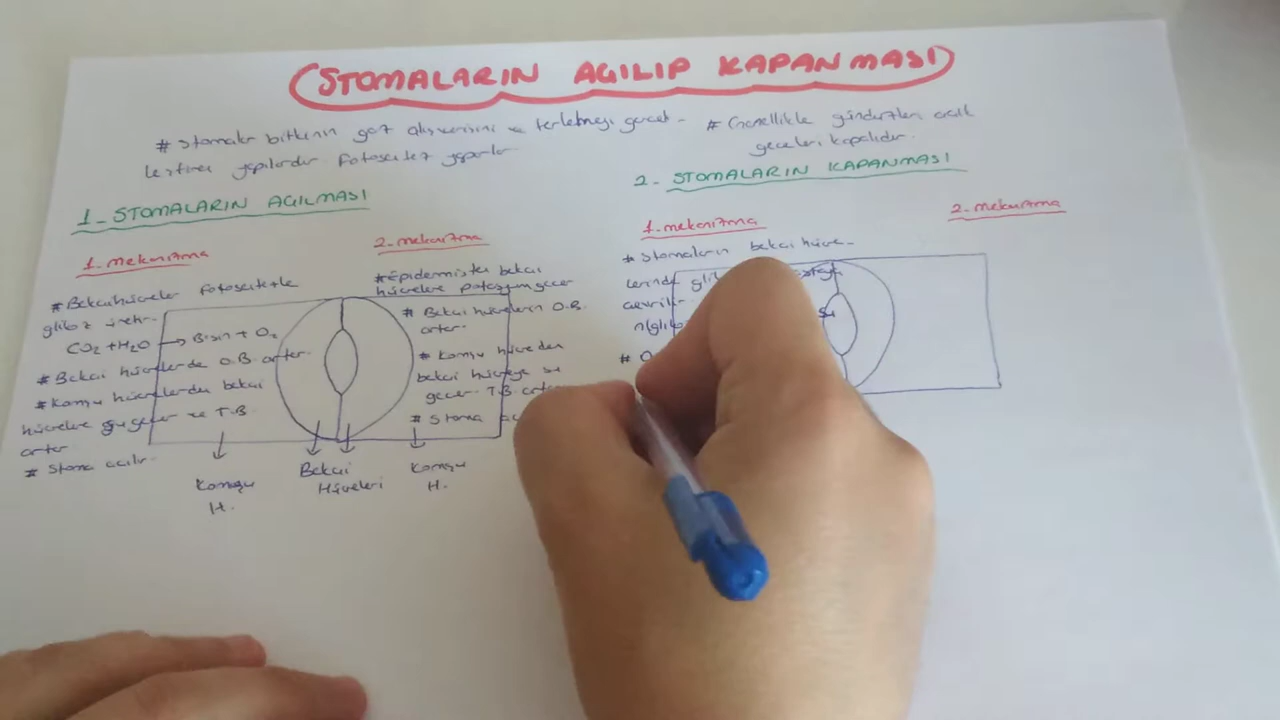 STOMALARIN AÇILIP KAPANMASI
# Stomalar bitkinin gaz alışverişini ve terlemeyi gerçek-
leştiren yapılardır fotosentez yaparlar
# Genellikle gündüzleri açık
geceleri kapalıdır.
1- STOMALARIN AÇILMASI
1-mekanizma
# Bekçi hücreler fotosentezle
glikoz üretir.
CO2 + H2O → Besin + O2
# Bekçi hücrelerde O.B. artar.
# Komşu hücrelerden bekçi
hücrelere su geçer ve T.B.
artar
# Stoma açılır.
2-mekanizma
#Epidermisten bekçi
hücrelere potasyum geçer
# Bekçi hücrelerin O.B.
artar.
# Komşu hücreden
bekçi hücreye su
geçer T.B. artar
# Stoma
Komşu
H.
Bekçi
Hücreleri
Komşu
H.
2- STOMALARIN KAPANMASI
1-mekanizma
# Stomaların bekçi hücre-
lerinde
çevrilir.
# O
Su
2-mekanizma